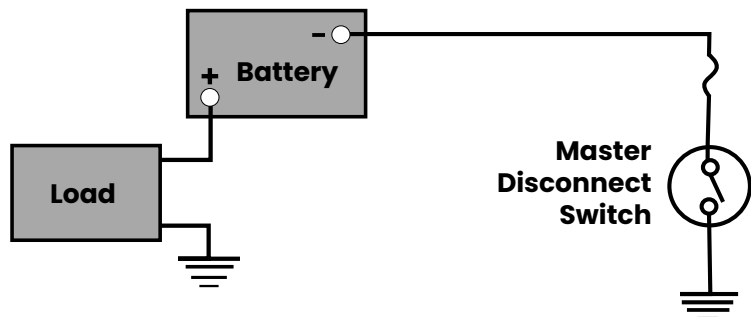 –
+
Battery
Load
Master
Disconnect
Switch